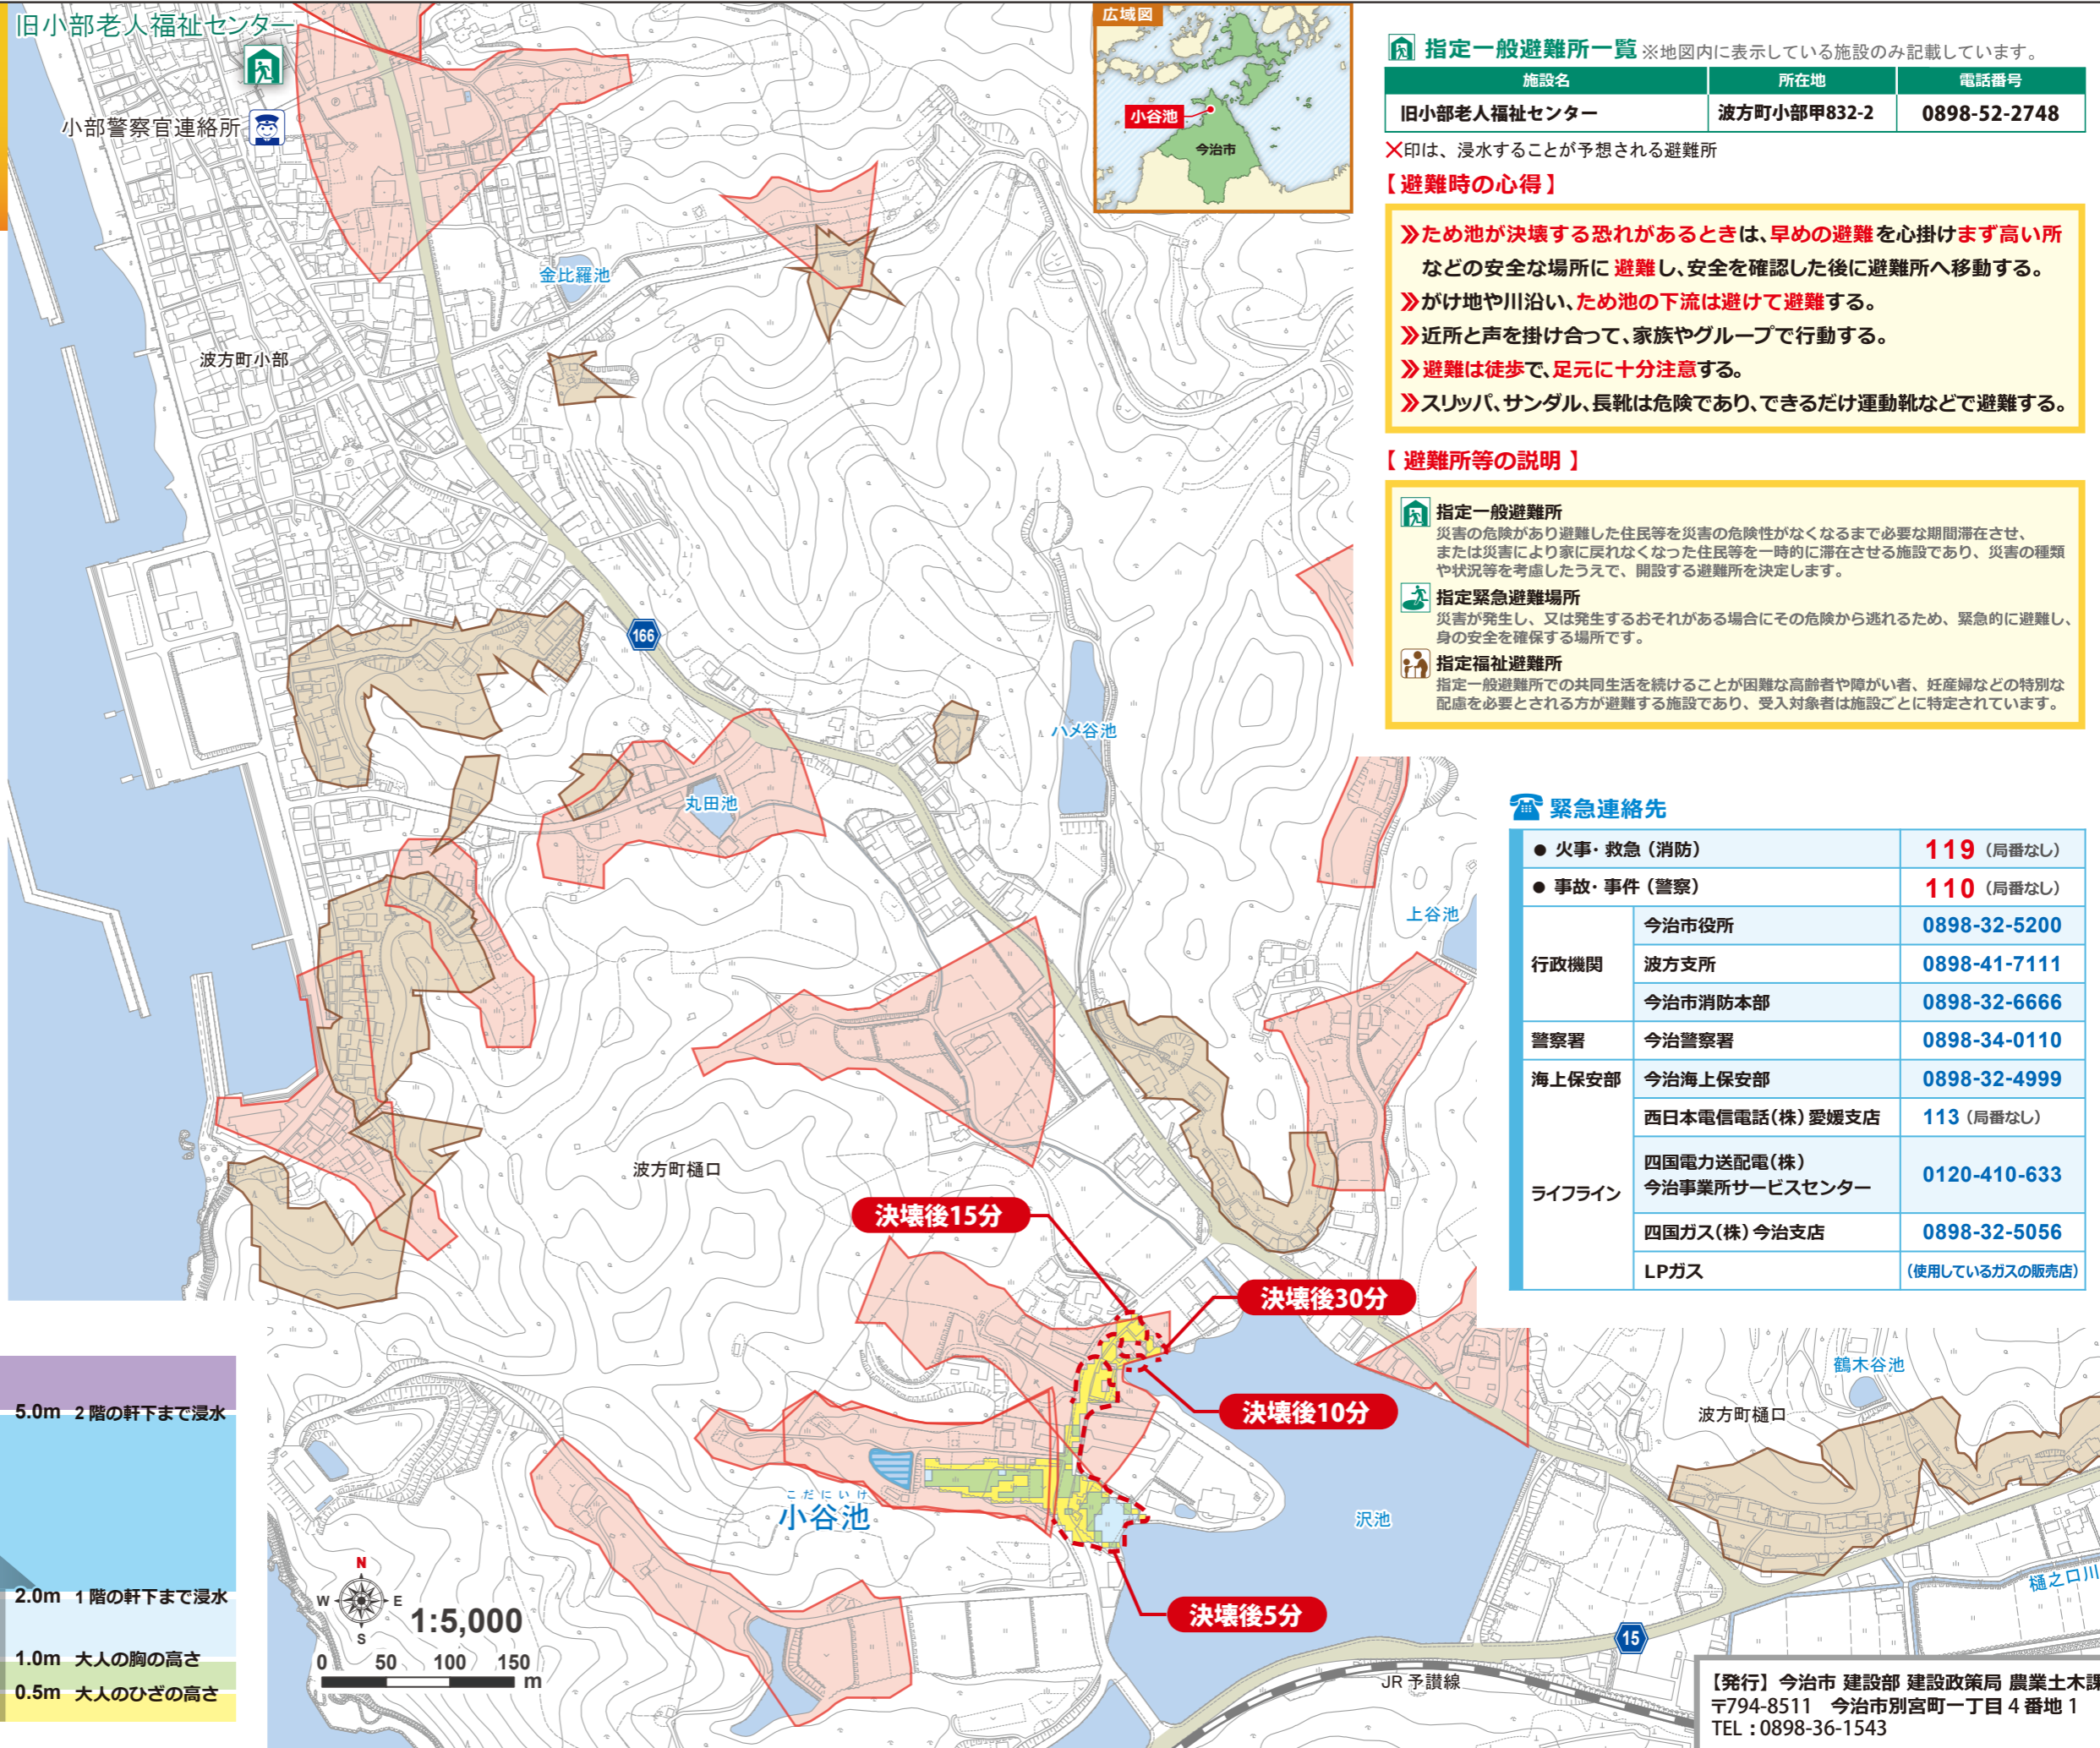 旧小部老人福祉センター
小部警察官連絡所
金比羅池
波方町小部
166
ハメ谷池
丸田池
上谷池
波方町樋口
決壊後15分
決壊後30分
決壊後10分
決壊後5分
こだにいけ
小谷池
沢池
鶴木谷池
波方町樋口
樋之口川
15
JR 予讃線
広域図
小谷池
今治市
指定一般避難所一覧 ※地図内に表示している施設のみ記載しています。
施設名 所在地 電話番号
旧小部老人福祉センター 波方町小部甲832-2 0898-52-2748
×印は、浸水することが予想される避難所
【避難時の心得】
≫ため池が決壊する恐れがあるときは、早めの避難を心掛けまず高い所
などの安全な場所に 避難し、安全を確認した後に避難所へ移動する。
≫がけ地や川沿い、ため池の下流は避けて避難する。
≫近所と声を掛け合って、家族やグループで行動する。
≫避難は徒歩で、足元に十分注意する。
≫スリッパ、サンダル、長靴は危険であり、できるだけ運動靴などで避難する。
【 避難所等の説明 】
指定一般避難所
災害の危険があり避難した住民等を災害の危険性がなくなるまで必要な期間滞在させ、
または災害により家に戻れなくなった住民等を一時的に滞在させる施設であり、災害の種類
や状況等を考慮したうえで、開設する避難所を決定します。
指定緊急避難場所
災害が発生し、又は発生するおそれがある場合にその危険から逃れるため、緊急的に避難し、
身の安全を確保する場所です。
指定福祉避難所
指定一般避難所での共同生活を続けることが困難な高齢者や障がい者、妊産婦などの特別な
配慮を必要とされる方が避難する施設であり、受入対象者は施設ごとに特定されています。
緊急連絡先
● 火事・救急（消防） 119（局番なし）
● 事故・事件（警察） 110（局番なし）
行政機関 今治市役所 0898-32-5200
波方支所 0898-41-7111
今治市消防本部 0898-32-6666
警察署 今治警察署 0898-34-0110
海上保安部 今治海上保安部 0898-32-4999
ライフライン 西日本電信電話（株）愛媛支店 113（局番なし）
四国電力送配電（株）
今治事業所サービスセンター 0120-410-633
四国ガス（株）今治支店 0898-32-5056
LPガス （使用しているガスの販売店）
5.0m 2階の軒下まで浸水
2.0m 1階の軒下まで浸水
1.0m 大人の胸の高さ
0.5m 大人のひざの高さ
N
W E
S
1:5,000
0 50 100 150
m
【発行】今治市 建設部 建設政策局 農業土木課
〒794-8511 今治市別宮町一丁目4番地1
TEL：0898-36-1543